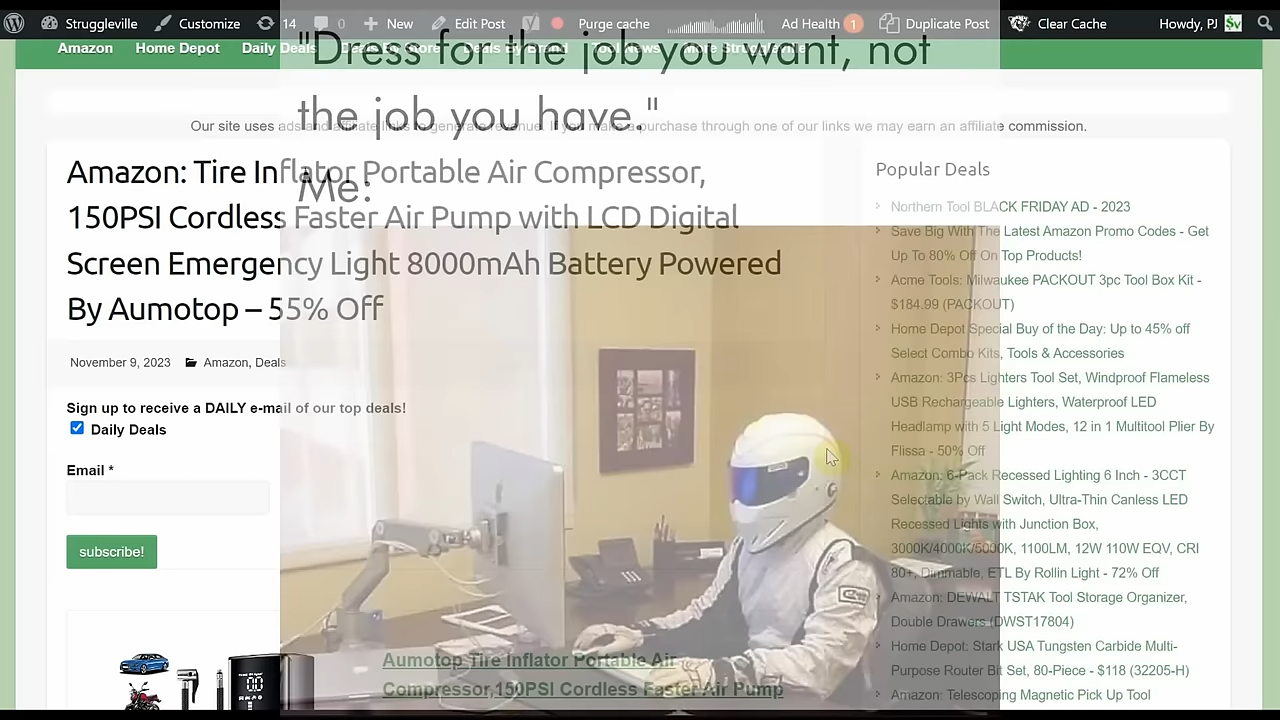 Struggleville Customize 14 0 New Edit Post Purge cache Ad Health 1 Duplicate Post Clear Cache Howdy, PJ
Amazon Home Depot Daily Deals Deals By Store Deals By Brand Tool News More Struggleville
"Dress for the job you want, not
the job you have."
Me:
Our site uses ads and affiliate links to generate revenue. If you make a purchase through one of our links we may earn an affiliate commission.
Amazon: Tire Inflator Portable Air Compressor,
150PSI Cordless Faster Air Pump with LCD Digital
Screen Emergency Light 8000mAh Battery Powered
By Aumotop – 55% Off
November 9, 2023 Amazon, Deals
Sign up to receive a DAILY e-mail of our top deals!
Daily Deals
Email *
subscribe!
Aumotop Tire Inflator Portable Air
Compressor,150PSI Cordless Faster Air Pump
Popular Deals
Northern Tool BLACK FRIDAY AD - 2023
Save Big With The Latest Amazon Promo Codes - Get
Up To 80% Off On Top Products!
Acme Tools: Milwaukee PACKOUT 3pc Tool Box Kit -
$184.99 (PACKOUT)
Home Depot Special Buy of the Day: Up to 45% off
Select Combo Kits, Tools & Accessories
Amazon: 3Pcs Lighters Tool Set, Windproof Flameless
USB Rechargeable Lighters, Waterproof LED
Headlamp with 5 Light Modes, 12 in 1 Multitool Plier By
Flissa - 50% Off
Amazon: 6-Pack Recessed Lighting 6 Inch - 3CCT
Selectable by Wall Switch, Ultra-Thin Canless LED
Recessed Lights with Junction Box,
3000K/4000K/5000K, 1100LM, 12W 110W EQV, CRI
80+, Dimmable, ETL By Rollin Light - 72% Off
Amazon: DEWALT TSTAK Tool Storage Organizer,
Double Drawers (DWST17804)
Home Depot: Stark USA Tungsten Carbide Multi-
Purpose Router Bit Set, 80-Piece - $118 (32205-H)
Amazon: Telescoping Magnetic Pick Up Tool